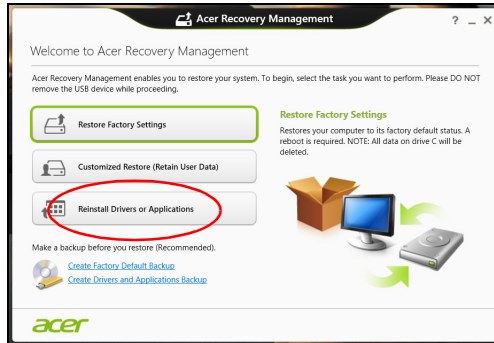 Acer Recovery Management
? _ X
Welcome to Acer Recovery Management
Acer Recovery Management enables you to restore your system. To begin, select the task you want to perform. Please DO NOT
remove the USB device while proceeding.
Restore Factory Settings
Customized Restore (Retain User Data)
Reinstall Drivers or Applications
Restore Factory Settings
Restores your computer to its factory default status. A
reboot is required. NOTE: All data on drive C will be
deleted.
Make a backup before you restore (Recommended).
Create Factory Default Backup
Create Drivers and Applications Backup
acer